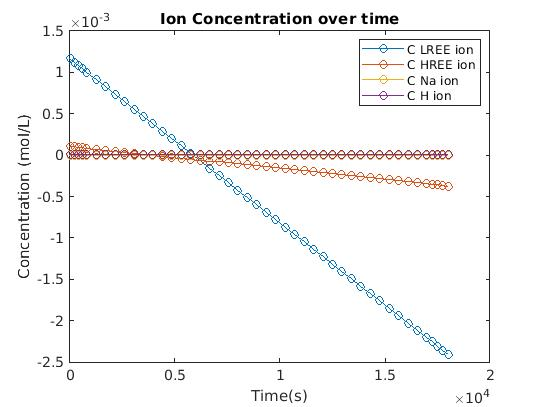 Ion Concentration over time
×10⁻³
1.5
1
0.5
0
-0.5
-1
-1.5
-2
-2.5
Concentration (mol/L)
C LREE ion
C HREE ion
C Na ion
C H ion
0
0.5
1
1.5
2
×10⁴
Time(s)